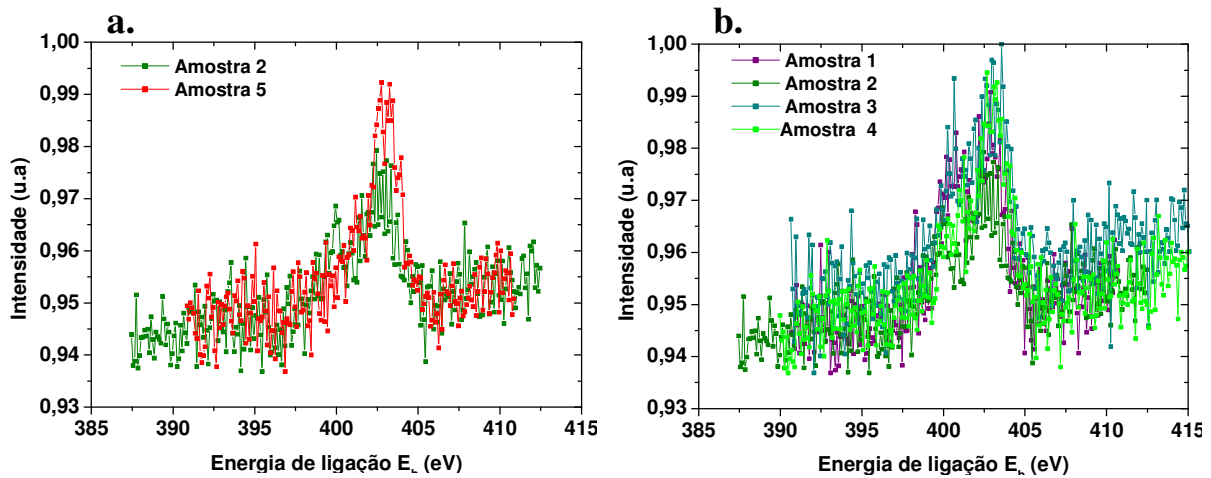 a.
1,00
0,99
0,98
0,97
0,96
0,95
0,94
0,93
Intensidade (u.a)
Amostra 2
Amostra 5
385 390 395 400 405 410 415
Energia de ligação E_b (eV)
b.
1,00
0,99
0,98
0,97
0,96
0,95
0,94
0,93
Intensidade (u.a)
Amostra 1
Amostra 2
Amostra 3
Amostra 4
385 390 395 400 405 410 415
Energia de ligação E_b (eV)